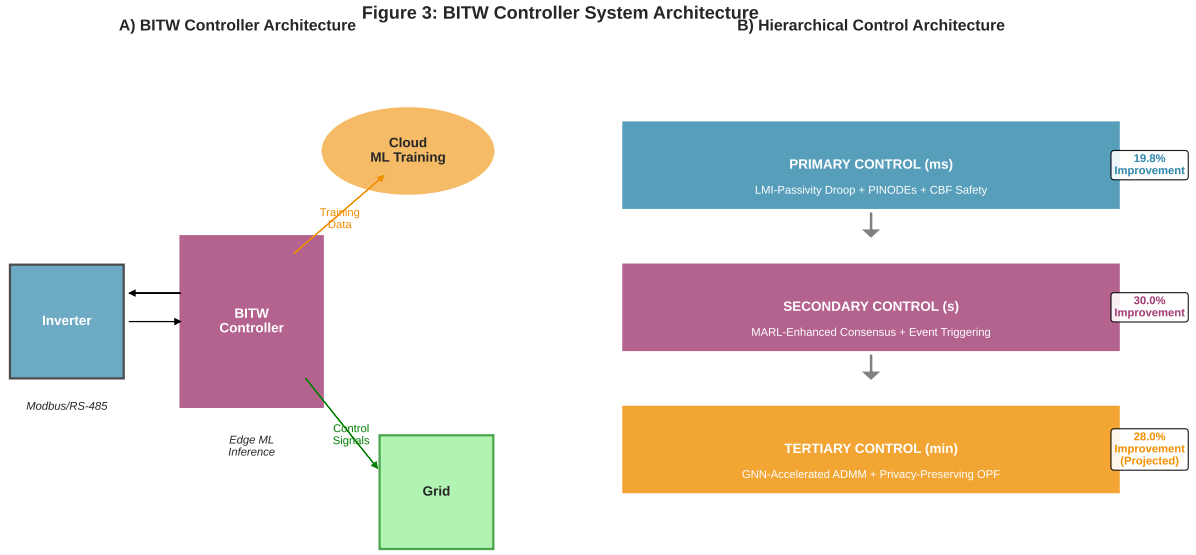 Figure 3: BITW Controller System Architecture
A) BITW Controller Architecture
Cloud
ML Training
Training
Data
Inverter
BITW
Controller
Modbus/RS-485
Edge ML
Inference
Control
Signals
Grid
B) Hierarchical Control Architecture
PRIMARY CONTROL (ms)
LMI-Passivity Droop + PINODEs + CBF Safety
19.8%
Improvement
SECONDARY CONTROL (s)
MARL-Enhanced Consensus + Event Triggering
30.0%
Improvement
TERTIARY CONTROL (min)
GNN-Accelerated ADMM + Privacy-Preserving OPF
28.0%
Improvement
(Projected)